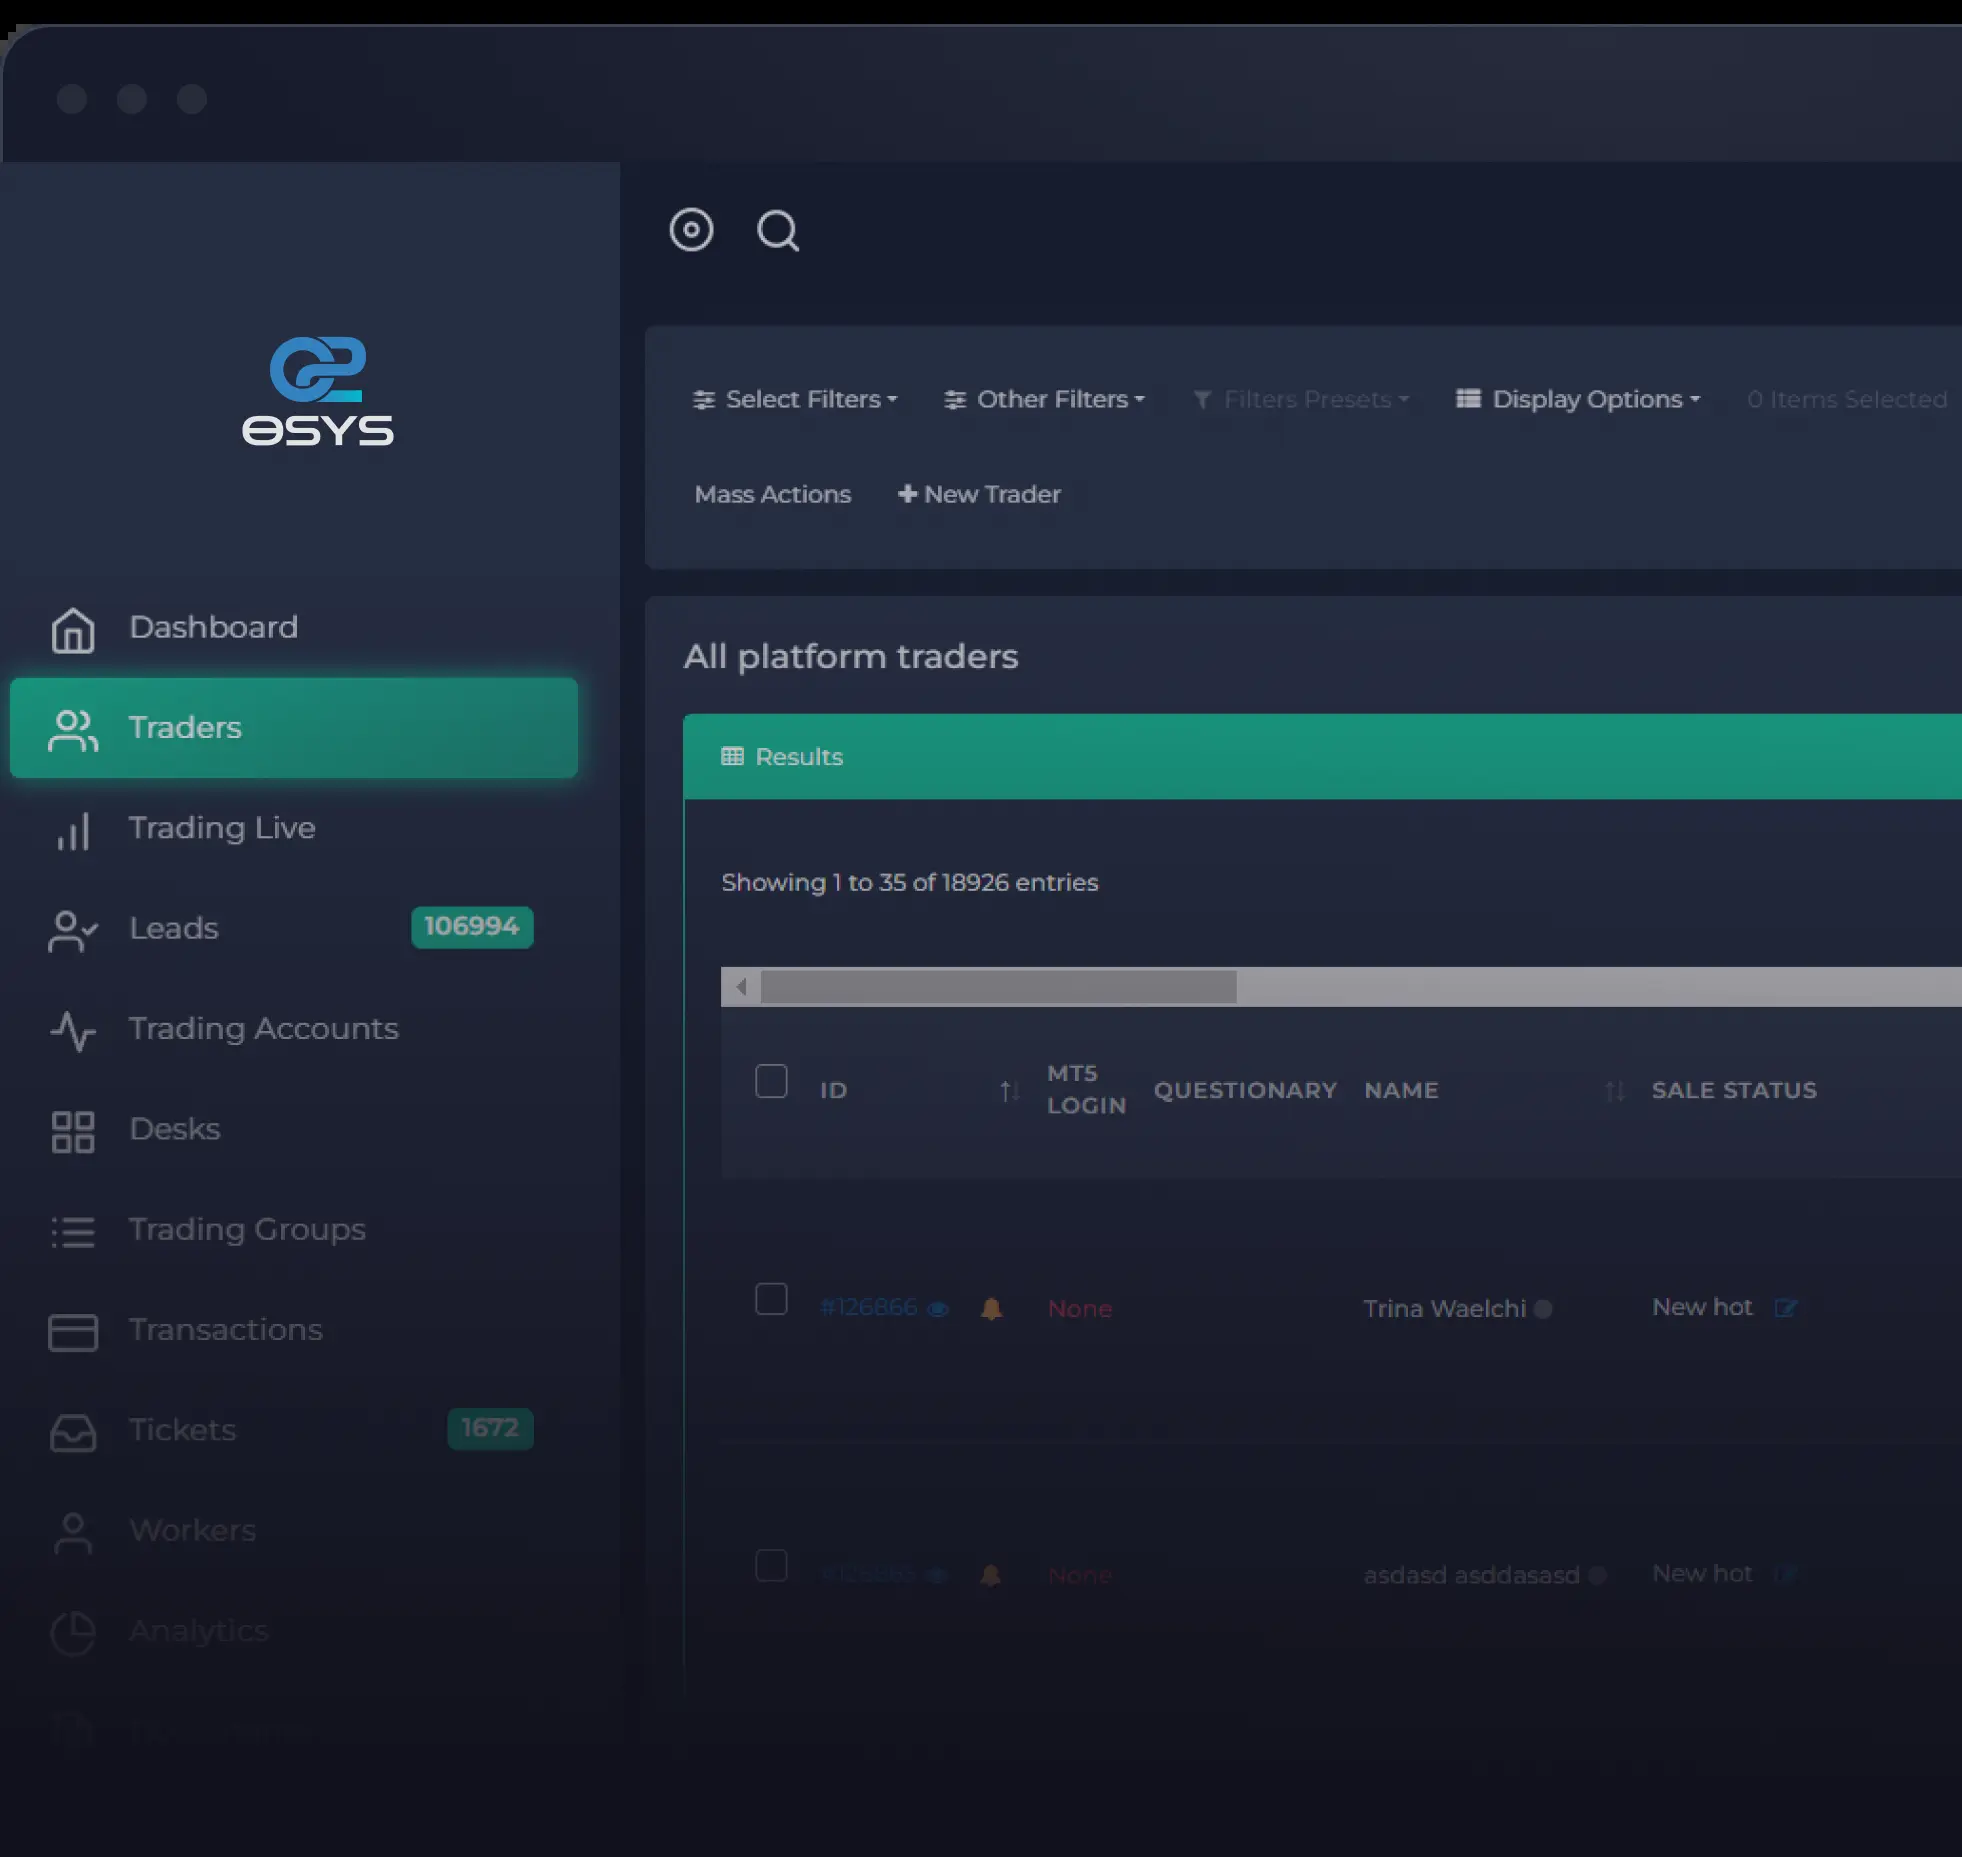 OSYS
Dashboard
Traders
Trading Live
Leads 106994
Trading Accounts
Desks
Trading Groups
Transactions
Tickets 1672
Workers
Analytics
Select Filters Other Filters Filters Presets Display Options 0 Items Selected
Mass Actions New Trader
All platform traders
Results
Showing 1 to 35 of 18926 entries
ID MT5 LOGIN QUESTIONARY NAME SALE STATUS
#126866 None Trina Waelchi New hot
None asdasd asddasasd New hot